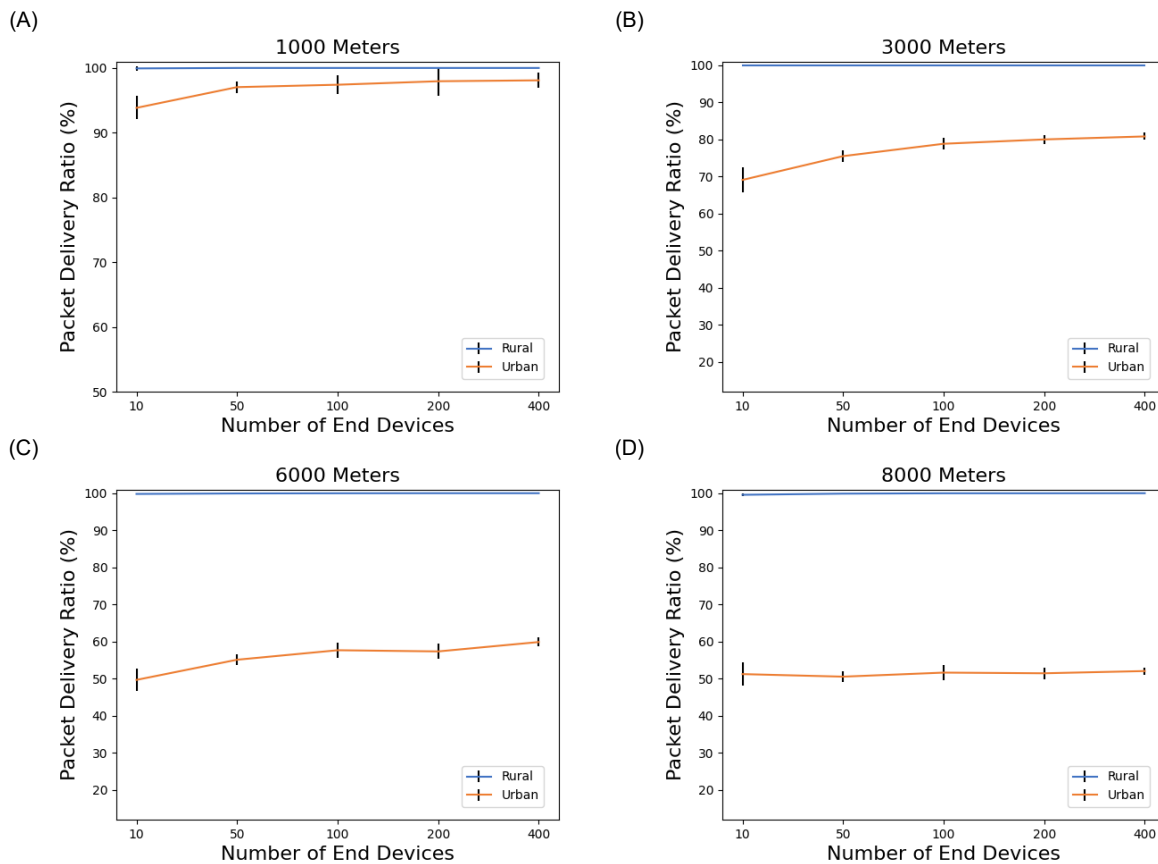 (A)
1000 Meters
Packet Delivery Ratio (%)
100
90
80
70
60
50
10 50 100 200 400
Number of End Devices
Rural
Urban
(B)
3000 Meters
Packet Delivery Ratio (%)
100
90
80
70
60
50
40
30
20
10 50 100 200 400
Number of End Devices
Rural
Urban
(C)
6000 Meters
Packet Delivery Ratio (%)
100
90
80
70
60
50
40
30
20
10 50 100 200 400
Number of End Devices
Rural
Urban
(D)
8000 Meters
Packet Delivery Ratio (%)
100
90
80
70
60
50
40
30
20
10 50 100 200 400
Number of End Devices
Rural
Urban